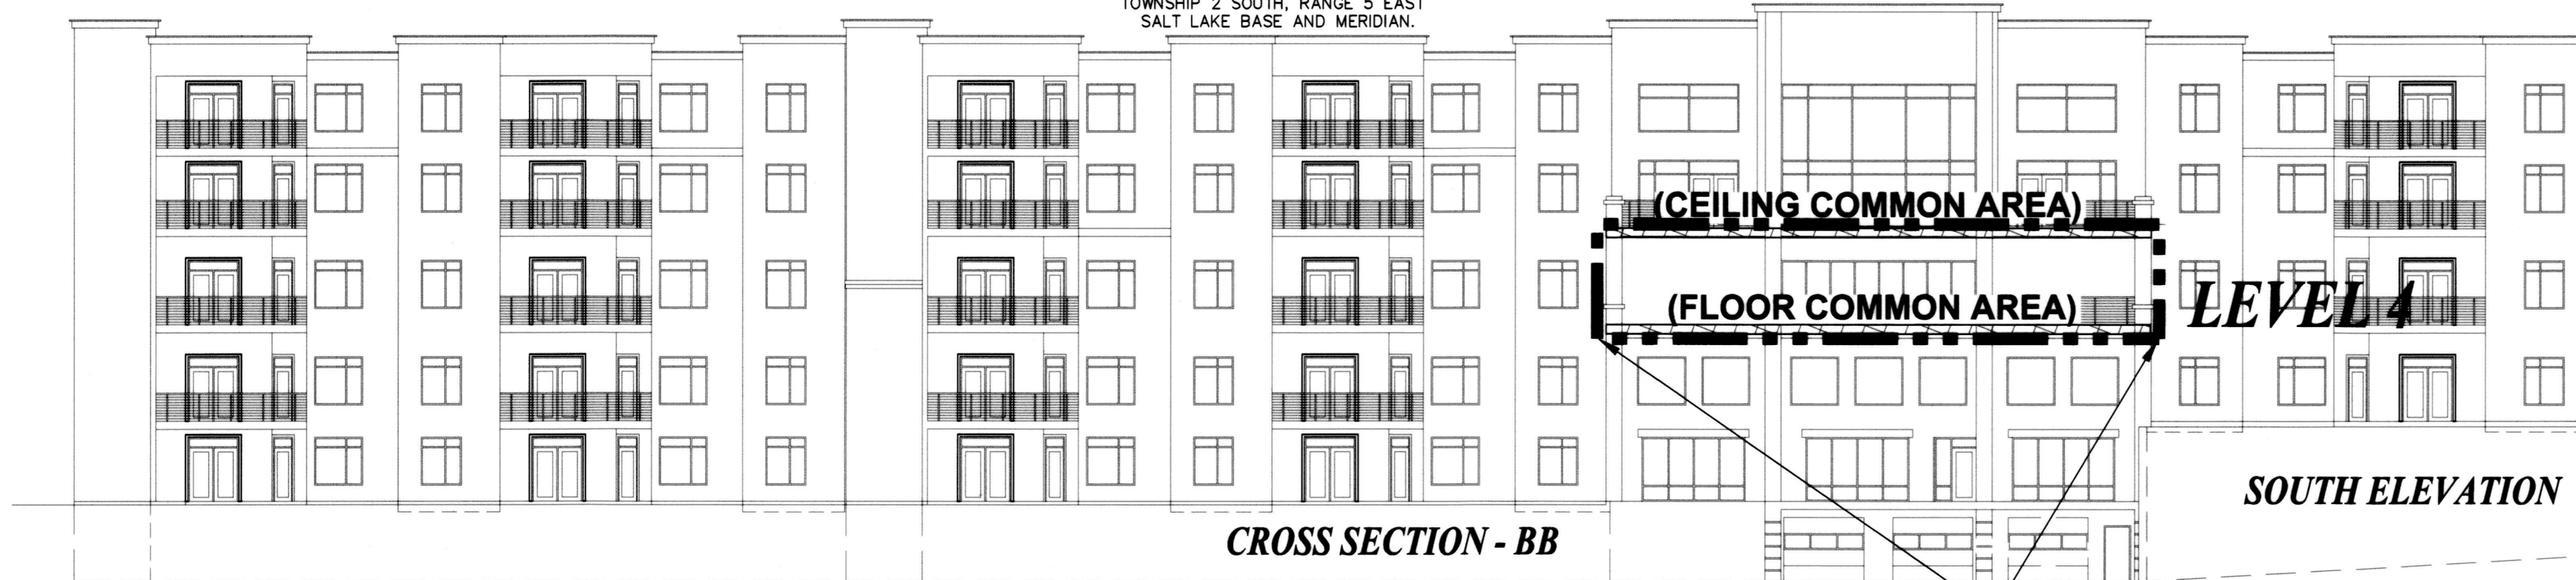 TOWNSHIP 2 SOUTH, RANGE 5 EAST
SALT LAKE BASE AND MERIDIAN.
(CEILING COMMON AREA)
(FLOOR COMMON AREA)
LEVEL 4
SOUTH ELEVATION
CROSS SECTION - BB